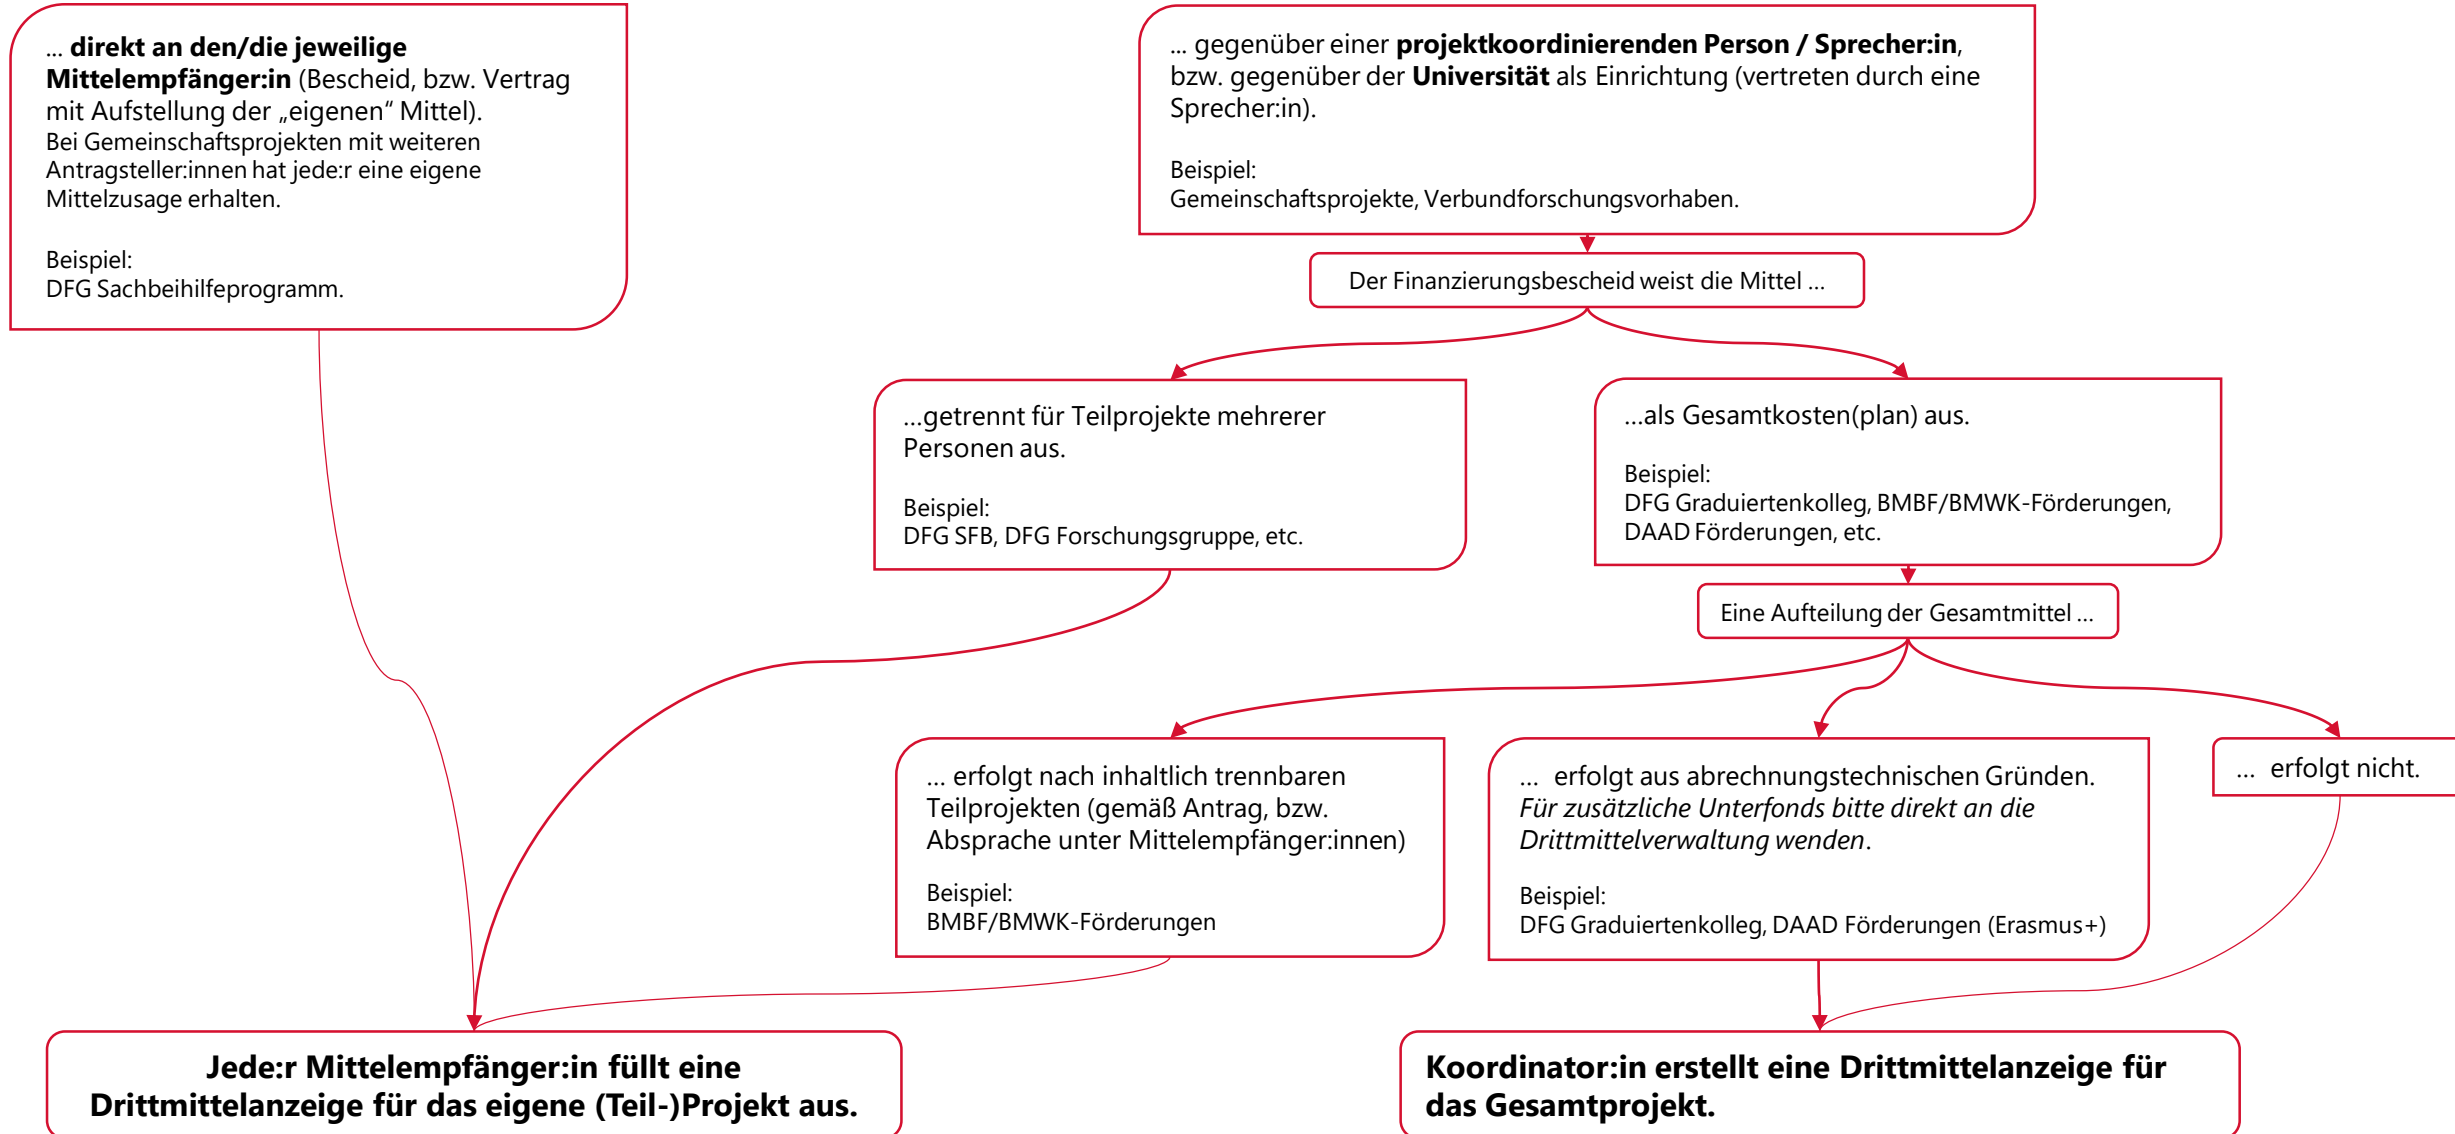 ... direkt an den/die jeweilige
Mittelempfänger:in (Bescheid, bzw. Vertrag
mit Aufstellung der „eigenen“ Mittel).
Bei Gemeinschaftsprojekten mit weiteren
Antragsteller:innen hat jede:r eine eigene
Mittelzusage erhalten.
Beispiel:
DFG Sachbeihilfeprogramm.
... gegenüber einer projektkoordinierenden Person / Sprecher:in,
bzw. gegenüber der Universität als Einrichtung (vertreten durch eine
Sprecher:in).
Beispiel:
Gemeinschaftsprojekte, Verbundforschungsvorhaben.
Der Finanzierungsbescheid weist die Mittel ...
...getrennt für Teilprojekte mehrerer
Personen aus.
Beispiel:
DFG SFB, DFG Forschungsgruppe, etc.
...als Gesamtkosten(plan) aus.
Beispiel:
DFG Graduiertenkolleg, BMBF/BMWK-Förderungen,
DAAD Förderungen, etc.
Eine Aufteilung der Gesamtmittel ...
... erfolgt nach inhaltlich trennbaren
Teilprojekten (gemäß Antrag, bzw.
Absprache unter Mittelempfänger:innen)
Beispiel:
BMBF/BMWK-Förderungen
... erfolgt aus abrechnungstechnischen Gründen.
Für zusätzliche Unterfonds bitte direkt an die
Drittmittelverwaltung wenden.
Beispiel:
DFG Graduiertenkolleg, DAAD Förderungen (Erasmus+)
... erfolgt nicht.
Jede:r Mittelempfänger:in füllt eine
Drittmittelanzeige für das eigene (Teil-)Projekt aus.
Koordinator:in erstellt eine Drittmittelanzeige für
das Gesamtprojekt.